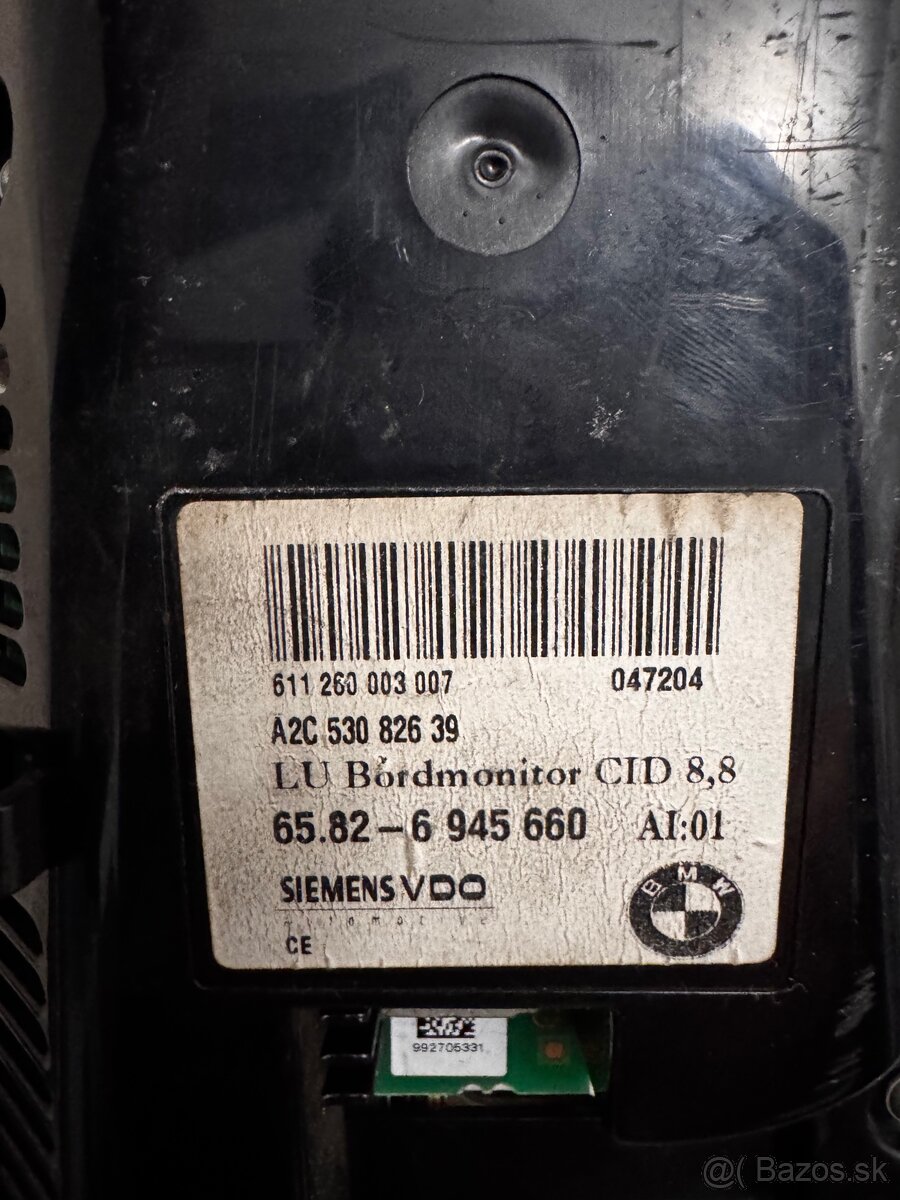 611 260 003 007 047204
A2C 530 826 39
LU Bordmonitor CID 8,8
65.82-6 945 660 AI:01
SIEMENS VDO
automotive
BMW
CE
992705331
@( Bazos.sk